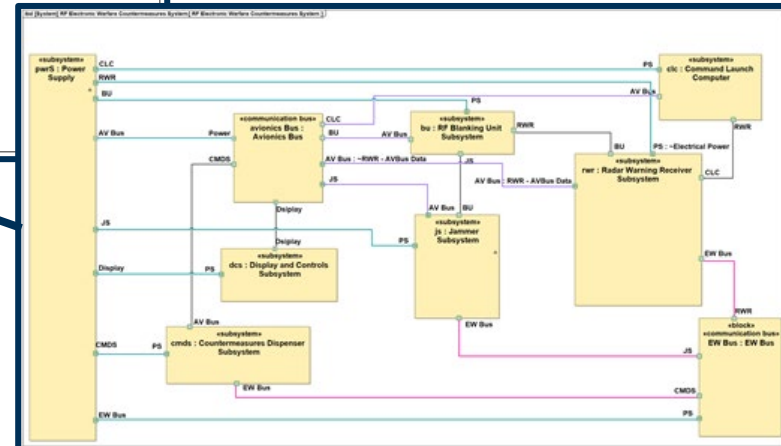 ibd [System] RF Electronic Warfare Countermeasures System [ RF Electronic Warfare Countermeasures System ]
«subsystem»
pwrS : Power
Supply
CLC
RWR
BU
AV Bus
JS
Display
CMDS
EW Bus
«communication bus»
avionics Bus :
Avionics Bus
Power
CMDS
CLC
BU
AV Bus : ~RWR - AVBus Data
JS
Dsiplay
Dsiplay
PS
«subsystem»
dcs : Display and Controls
Subsystem
AV Bus
PS
«subsystem»
cmds : Countermeasures Dispenser
Subsystem
EW Bus
PS
AV Bus
«subsystem»
bu : RF Blanking Unit
Subsystem
RWR
JS
AV Bus
BU
PS
«subsystem»
js : Jammer
Subsystem
EW Bus
PS
AV Bus
«subsystem»
clc : Command Launch
Computer
RWR
BU
PS : ~Electrical Power
AV Bus : RWR - AVBus Data
«subsystem»
rwr : Radar Warning Receiver
Subsystem
CLC
EW Bus
RWR
«block»
«communication bus»
EW Bus : EW Bus
JS
CMDS
PS